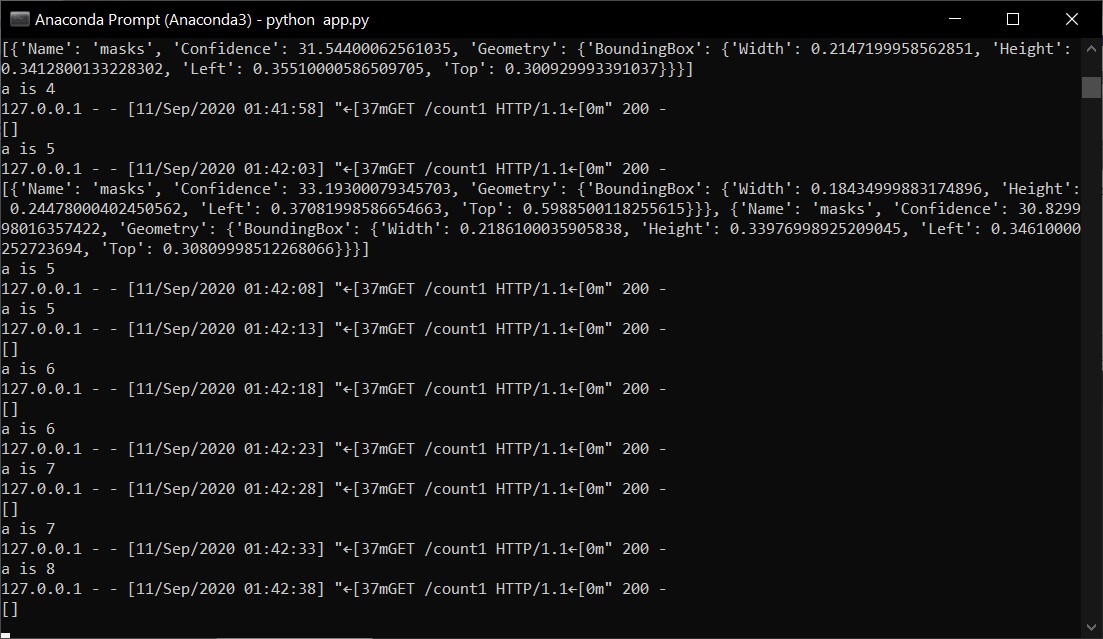 Anaconda Prompt (Anaconda3) - python  app.py
[{'Name': 'masks', 'Confidence': 31.54400062561035, 'Geometry': {'BoundingBox': {'Width': 0.2147199958562851, 'Height':
0.3412800133228302, 'Left': 0.35510000586509705, 'Top': 0.300929993391037}}}]
a is 4
127.0.0.1 - - [11/Sep/2020 01:41:58] "←[37mGET /count1 HTTP/1.1←[0m" 200 -
[]
a is 5
127.0.0.1 - - [11/Sep/2020 01:42:03] "←[37mGET /count1 HTTP/1.1←[0m" 200 -
[{'Name': 'masks', 'Confidence': 33.19300079345703, 'Geometry': {'BoundingBox': {'Width': 0.18434999883174896, 'Height':
 0.24478000402450562, 'Left': 0.37081998586654663, 'Top': 0.5988500118255615}}}, {'Name': 'masks', 'Confidence': 30.8299
98016357422, 'Geometry': {'BoundingBox': {'Width': 0.2186100035905838, 'Height': 0.33976998925209045, 'Left': 0.34610000
252723694, 'Top': 0.30809998512268066}}}]
a is 5
127.0.0.1 - - [11/Sep/2020 01:42:08] "←[37mGET /count1 HTTP/1.1←[0m" 200 -
a is 5
127.0.0.1 - - [11/Sep/2020 01:42:13] "←[37mGET /count1 HTTP/1.1←[0m" 200 -
[]
a is 6
127.0.0.1 - - [11/Sep/2020 01:42:18] "←[37mGET /count1 HTTP/1.1←[0m" 200 -
[]
a is 6
127.0.0.1 - - [11/Sep/2020 01:42:23] "←[37mGET /count1 HTTP/1.1←[0m" 200 -
a is 7
127.0.0.1 - - [11/Sep/2020 01:42:28] "←[37mGET /count1 HTTP/1.1←[0m" 200 -
[]
a is 7
127.0.0.1 - - [11/Sep/2020 01:42:33] "←[37mGET /count1 HTTP/1.1←[0m" 200 -
a is 8
127.0.0.1 - - [11/Sep/2020 01:42:38] "←[37mGET /count1 HTTP/1.1←[0m" 200 -
[]